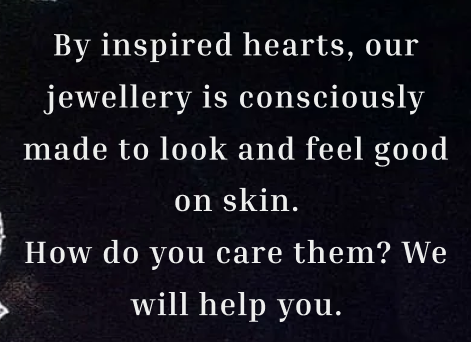 By inspired hearts, our
jewellery is consciously
made to look and feel good
on skin.
How do you care them? We
will help you.